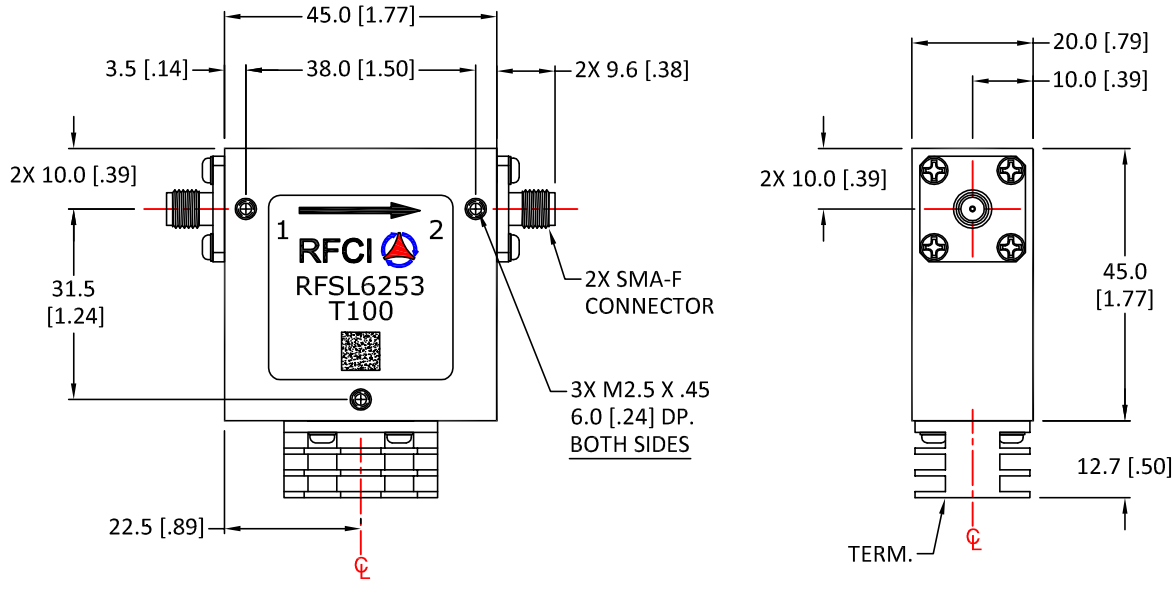 45.0 [1.77]
3.5 [.14]
38.0 [1.50]
2X 9.6 [.38]
2X 10.0 [.39]
1
2
RFCI
RFSL6253
T100
31.5
[1.24]
2X SMA-F
CONNECTOR
3X M2.5 X .45
6.0 [.24] DP.
BOTH SIDES
22.5 [.89]
CL
20.0 [.79]
10.0 [.39]
2X 10.0 [.39]
45.0
[1.77]
12.7 [.50]
TERM.
CL